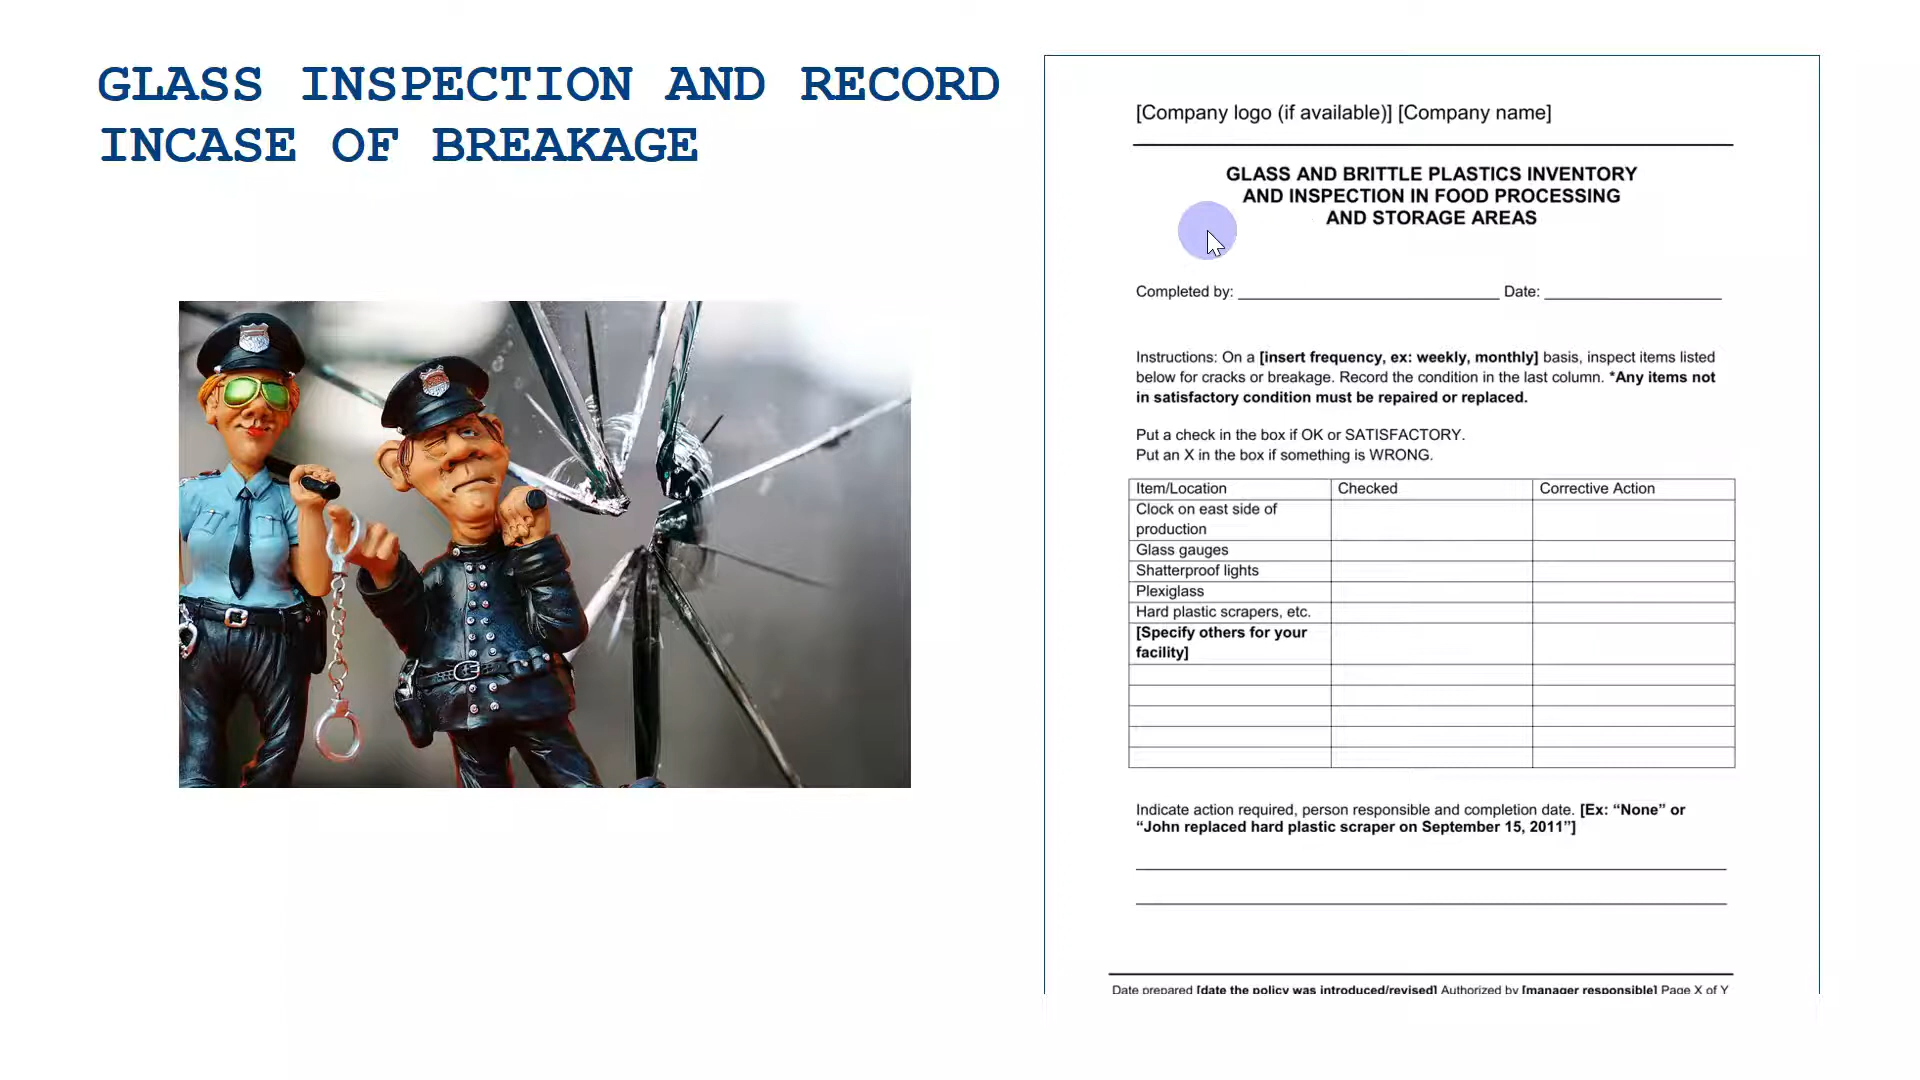 GLASS INSPECTION AND RECORD
INCASE OF BREAKAGE
[Company logo (if available)] [Company name]
GLASS AND BRITTLE PLASTICS INVENTORY
AND INSPECTION IN FOOD PROCESSING
AND STORAGE AREAS
Completed by: ______________________________ Date: ____________________
Instructions: On a [insert frequency, ex: weekly, monthly] basis, inspect items listed
below for cracks or breakage. Record the condition in the last column. *Any items not
in satisfactory condition must be repaired or replaced.
Put a check in the box if OK or SATISFACTORY.
Put an X in the box if something is WRONG.
Item/Location Checked Corrective Action
Clock on east side of
production
Glass gauges
Shatterproof lights
Plexiglass
Hard plastic scrapers, etc.
[Specify others for your
facility]
Indicate action required, person responsible and completion date. [Ex: “None” or
“John replaced hard plastic scraper on September 15, 2011”]
Date prepared [date the policy was introduced/revised] Authorized by [manager responsible] Page X of Y